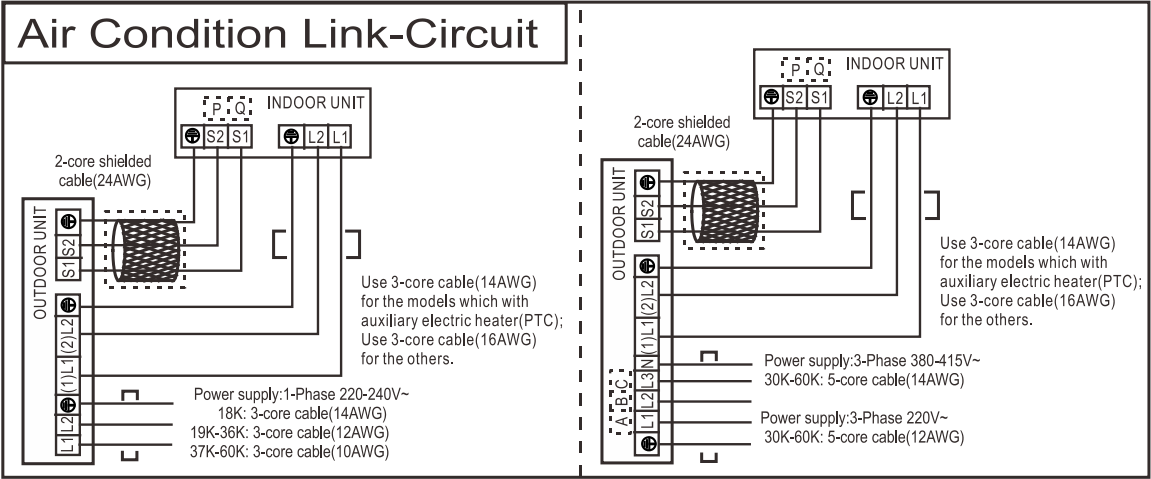 Air Condition Link-Circuit
P Q INDOOR UNIT
S2 S1 L2 L1
2-core shielded
cable(24AWG)
OUTDOOR UNIT
S1 S2
(1)L1 (2)L2
L1 L2
Use 3-core cable(14AWG)
for the models which with
auxiliary electric heater(PTC);
Use 3-core cable(16AWG)
for the others.
Power supply:1-Phase 220-240V~
18K: 3-core cable(14AWG)
19K-36K: 3-core cable(12AWG)
37K-60K: 3-core cable(10AWG)
P Q INDOOR UNIT
S2 S1 L2 L1
2-core shielded
cable(24AWG)
OUTDOOR UNIT
S1 S2
L1 L2 L3 N (1)L1 (2)L2
A B C
Use 3-core cable(14AWG)
for the models which with
auxiliary electric heater(PTC);
Use 3-core cable(16AWG)
for the others.
Power supply:3-Phase 380-415V~
30K-60K: 5-core cable(14AWG)
Power supply:3-Phase 220V~
30K-60K: 5-core cable(12AWG)